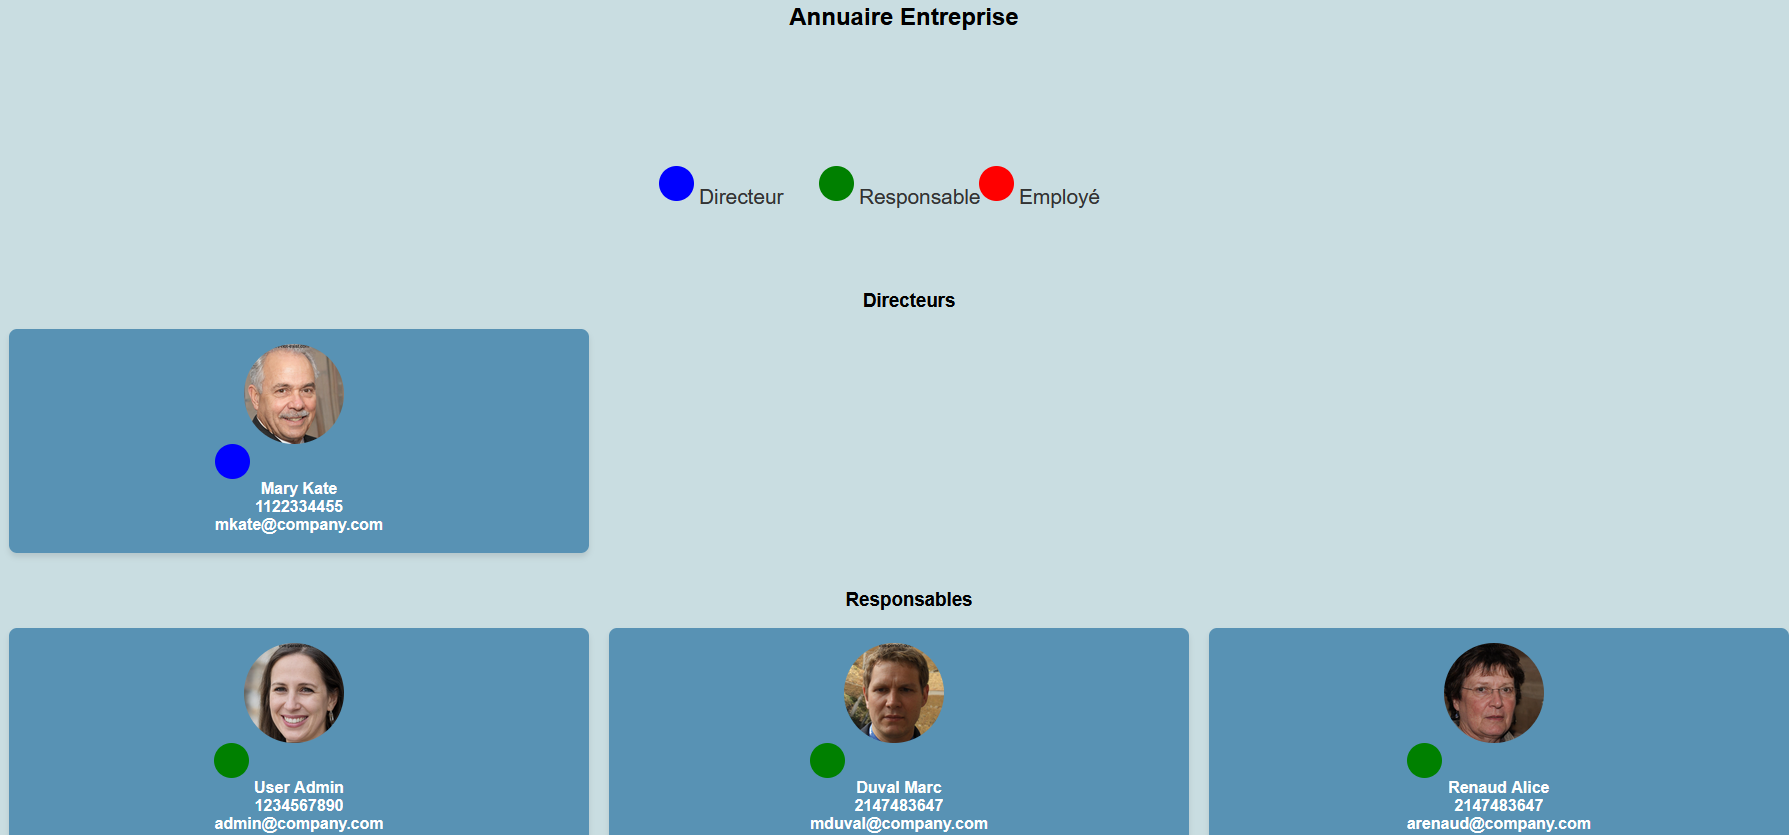 Annuaire Entreprise
Directeur
Responsable
Employé
Directeurs
Mary Kate
1122334455
mkate@company.com
Responsables
User Admin
1234567890
admin@company.com
Duval Marc
2147483647
mduval@company.com
Renaud Alice
2147483647
arenaud@company.com